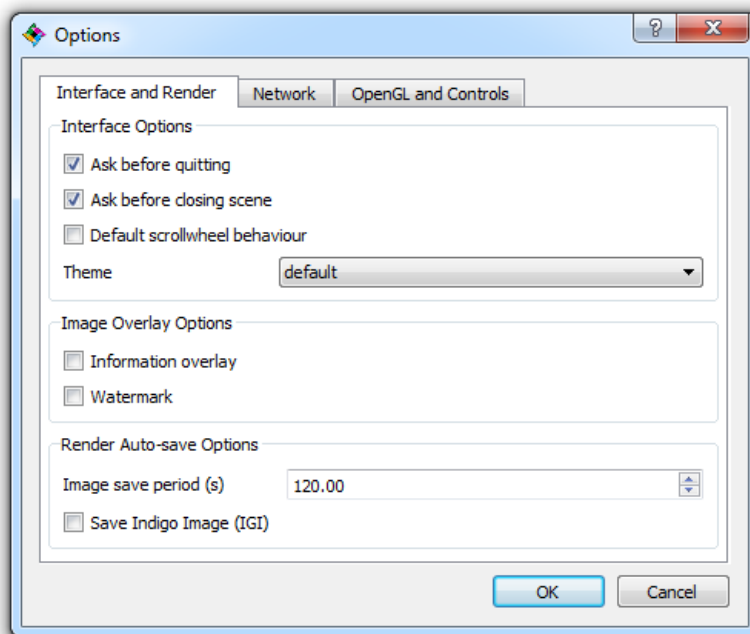 Options
Interface and Render Network OpenGL and Controls
Interface Options
Ask before quitting
Ask before closing scene
Default scrollwheel behaviour
Theme default
Image Overlay Options
Information overlay
Watermark
Render Auto-save Options
Image save period (s) 120.00
Save Indigo Image (IGI)
OK Cancel